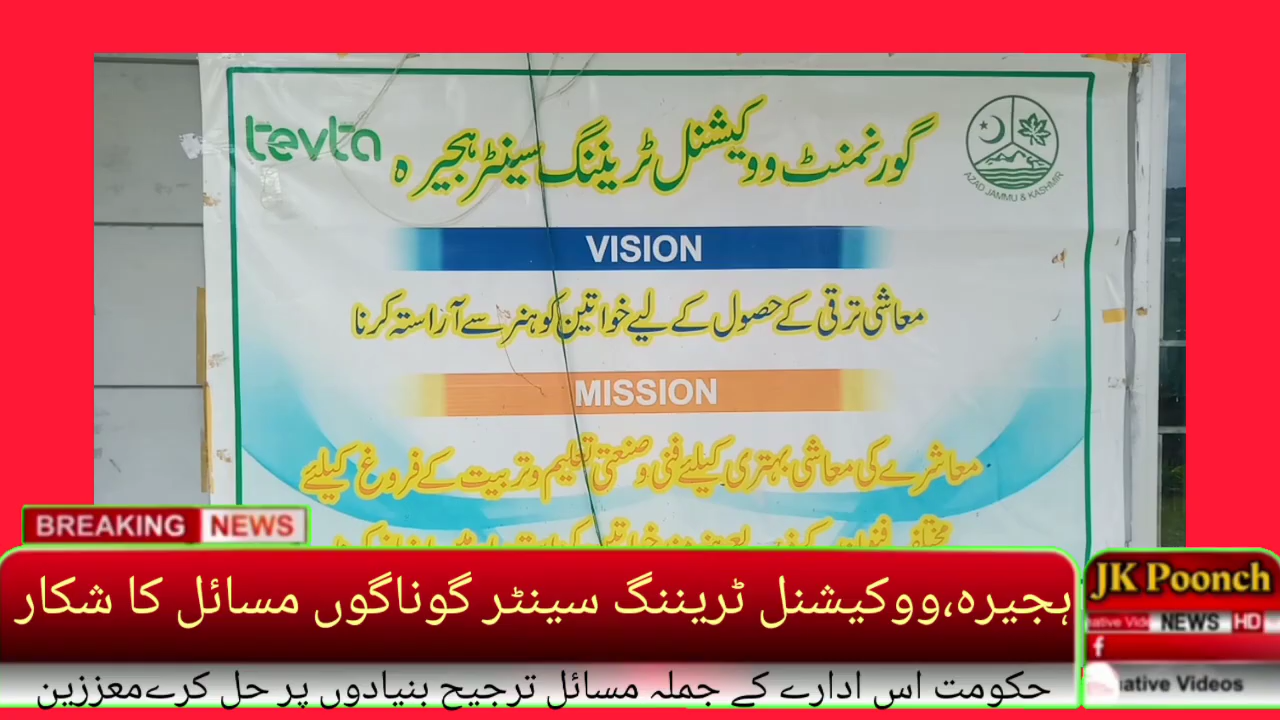 tevta
گورنمنٹ ووکیشنل ٹریننگ سینٹر ہجیرہ
AZAD JAMMU & KASHMIR
VISION
معاشی ترقی کے حصول کے لیے خواتین کو ہنر سے آراستہ کرنا
MISSION
معاشرے کی معاشی بہتری کیلئے فنی و صنعتی تعلیم و تربیت کے فروغ کیلئے
BREAKING NEWS
ہجیرہ،ووکیشنل ٹریننگ سینٹر گوناگوں مسائل کا شکار
حکومت اس ادارے کے جملہ مسائل ترجیح بنیادوں پر حل کرےمعززین
JK Poonch
NEWS HD
f
Videos